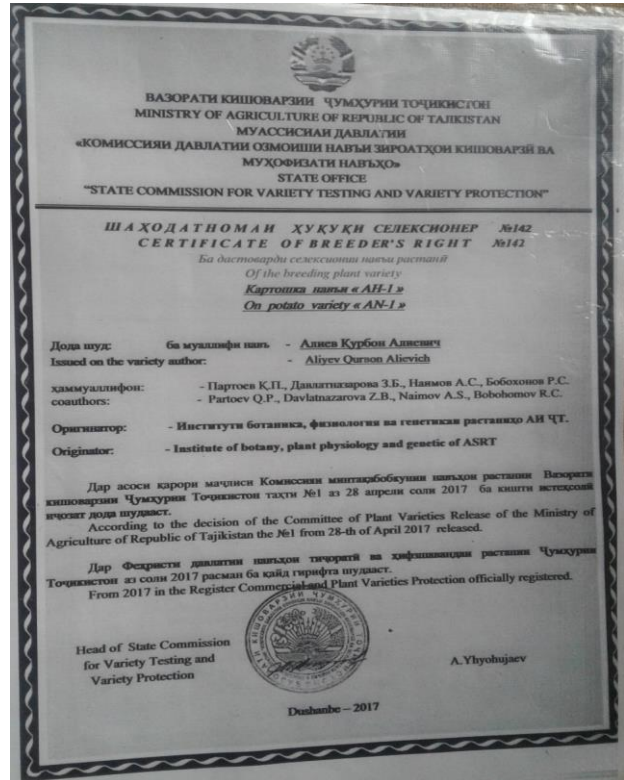 ВАЗОРАТИ КИШОВАРЗИИ ҶУМҲУРИИ ТОҶИКИСТОН
MINISTRY OF AGRICULTURE OF REPUBLIC OF TAJIKISTAN
МУАССИСАИ ДАВЛАТИИ
«КОМИССИЯИ ДАВЛАТИИ ОЗМОИШИ НАВЪИ ЗИРОАТҲОИ КИШОВАРЗӢ ВА
МУҲОФИЗАТИ НАВЪҲО»
STATE OFFICE
"STATE COMMISSION FOR VARIETY TESTING AND VARIETY PROTECTION"
ШАҲОДАТНОМАИ ҲУҚУҚИ СЕЛЕКСИОНЕР №142
CERTIFICATE OF BREEDER'S RIGHT №142
Ба дастоварди селексионии навъи растанӣ
Of the breeding plant variety
Картошка навъи « АН-1 »
On potato variety « AN-1 »
Дода шуд: ба муаллифи навъ - Алиев Қурбон Алиевич
Issued on the variety author: - Aliyev Qurnon Alievich
ҳаммуаллифон: - Партоев Қ.П., Давлатназарова З.Б., Наимов А.С., Бобохонов Р.С.
coauthors: - Partoev Q.P., Davlatnazarova Z.B., Naimov A.S., Bobohomov R.C.
Оригинатор: - Институти ботаника, физиология ва генетикаи растаниҳо АИ ҶТ.
Originator: - Institute of botany, plant physiology and genetic of ASRT
Дар асоси қарори маҷлиси Комиссияи минтақабобкунии навъҳои растании Вазорати
кишоварзии Ҷумҳурии Тоҷикистон таҳти №1 аз 28 апрели соли 2017 ба кишти истеҳсолӣ
иҷозат дода шудааст.
According to the decision of the Committee of Plant Varieties Release of the Ministry of
Agriculture of Republic of Tajikistan the №1 from 28-th of April 2017 released.
Дар Феҳристи давлатии навъҳои тиҷоратӣ ва ҳифзшавандаи растании Ҷумҳурии
Тоҷикистон аз соли 2017 расман ба қайд гирифта шудааст.
From 2017 in the Register Commercial and Plant Varieties Protection officially registered.
Head of State Commission
for Variety Testing and
Variety Protection
A.Yhyohujaev
Dushanbe – 2017